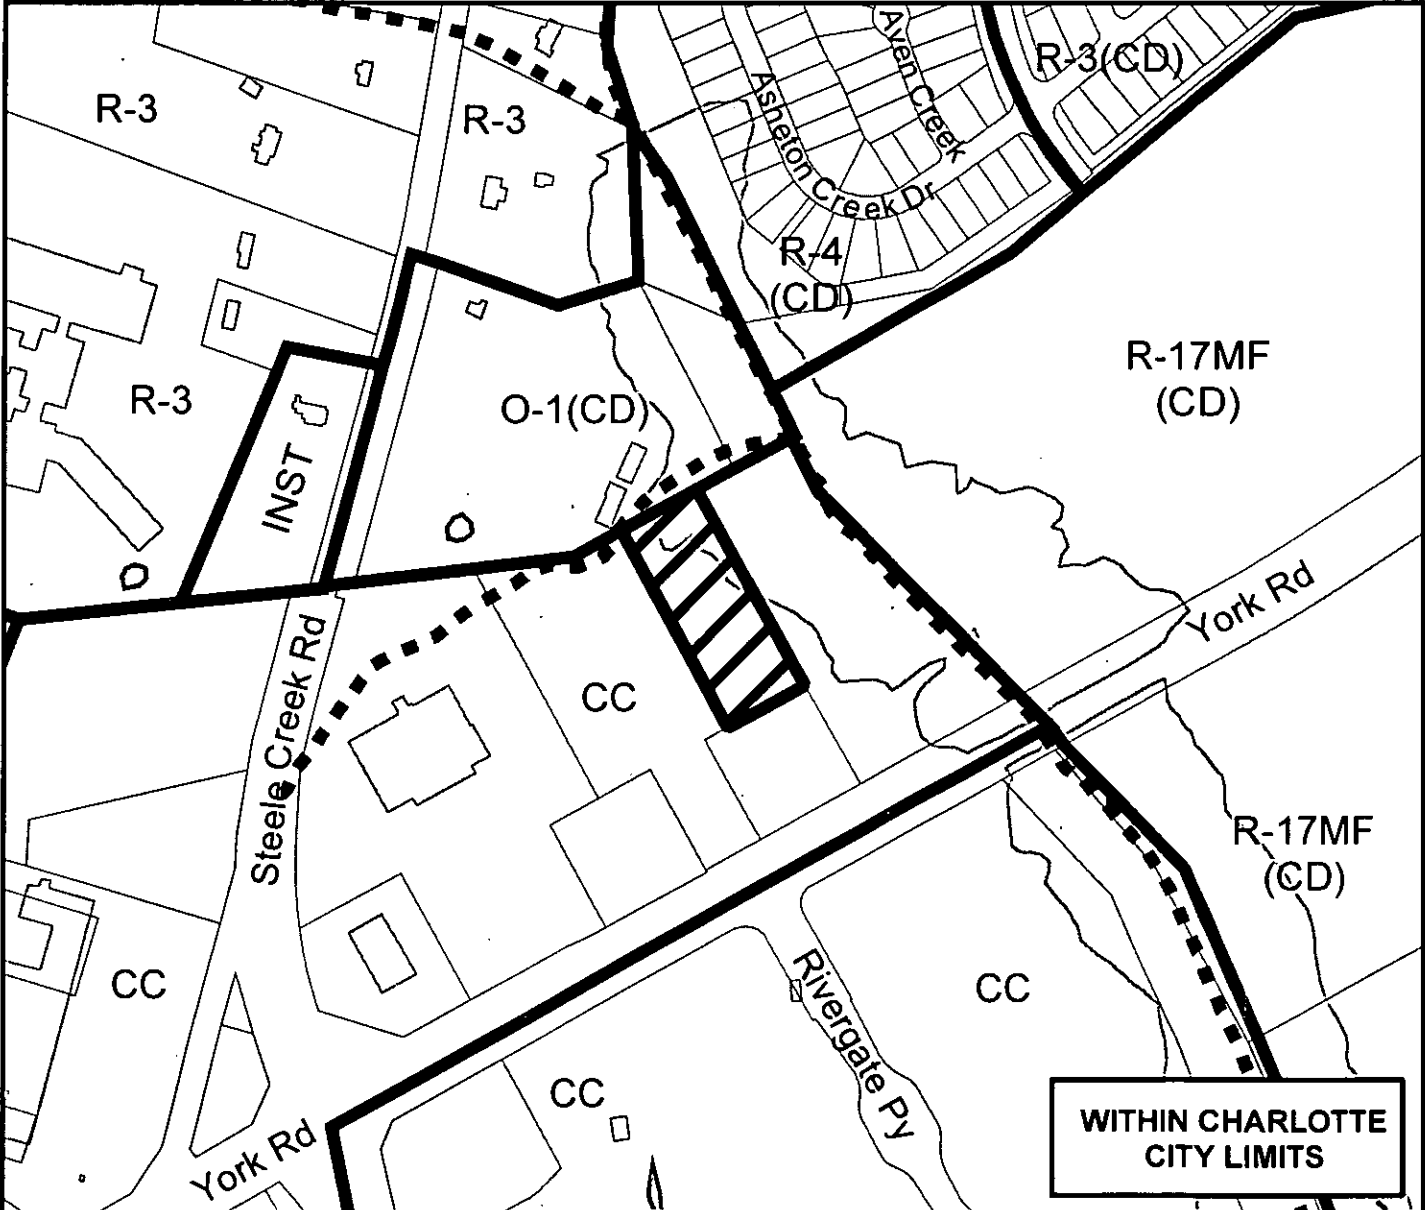 Aven Creek
R-3(CD)
R-3
R-3
Asheton Creek Dr
R-4
(CD)
R-17MF
(CD)
R-3
O-1(CD)
INST
York Rd
Steele Creek Rd
CC
R-17MF
(CD)
CC
Rivergate Py
CC
CC
York Rd
WITHIN CHARLOTTE
CITY LIMITS